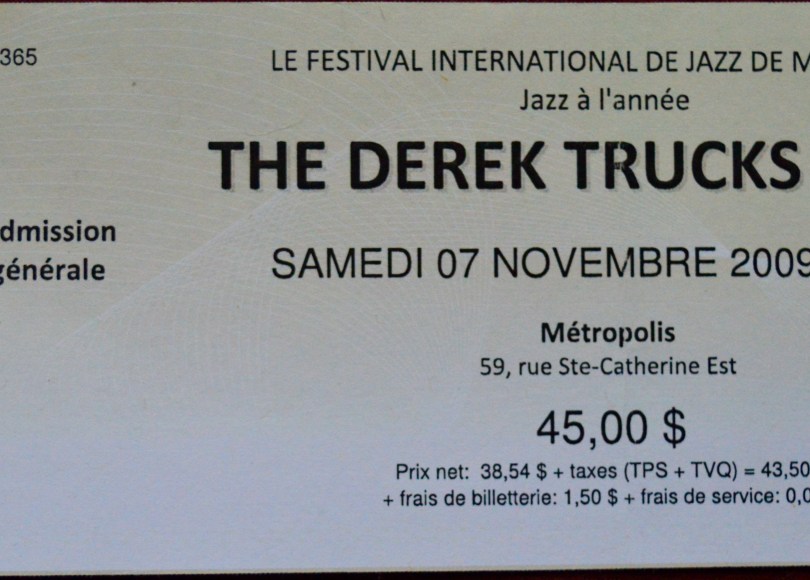 365
LE FESTIVAL INTERNATIONAL DE JAZZ DE M
Jazz à l'année
THE DEREK TRUCKS
dmission
générale
SAMEDI 07 NOVEMBRE 2009
Métropolis
59, rue Ste-Catherine Est
45,00 $
Prix net: 38,54 $ + taxes (TPS + TVQ) = 43,50
+ frais de billetterie: 1,50 $ + frais de service: 0,0